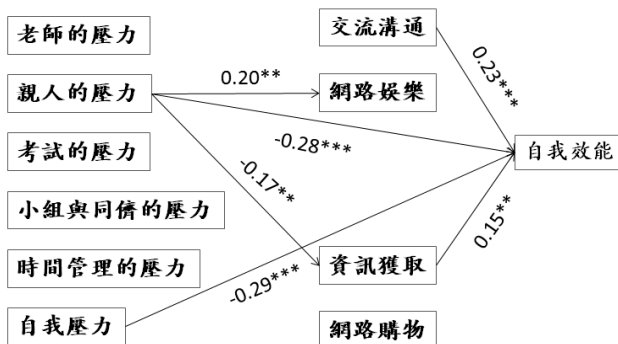 老師的壓力
親人的壓力
考試的壓力
小組與同儕的壓力
時間管理的壓力
自我壓力
交流溝通
網路娛樂
資訊獲取
網路購物
自我效能
0.20**
-0.28***
-0.17**
-0.29***
0.23***
0.15**